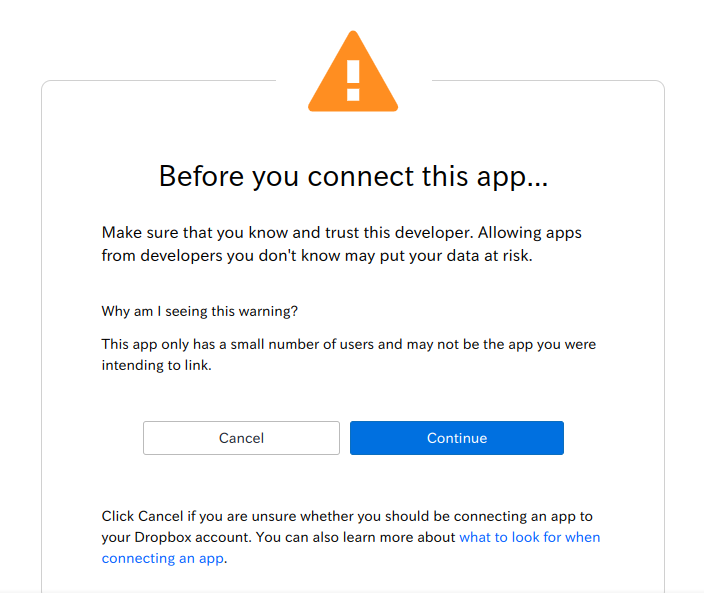 Before you connect this app...
Make sure that you know and trust this developer. Allowing apps
from developers you don't know may put your data at risk.
Why am I seeing this warning?
This app only has a small number of users and may not be the app you were
intending to link.
Cancel
Continue
Click Cancel if you are unsure whether you should be connecting an app to
your Dropbox account. You can also learn more about what to look for when
connecting an app.